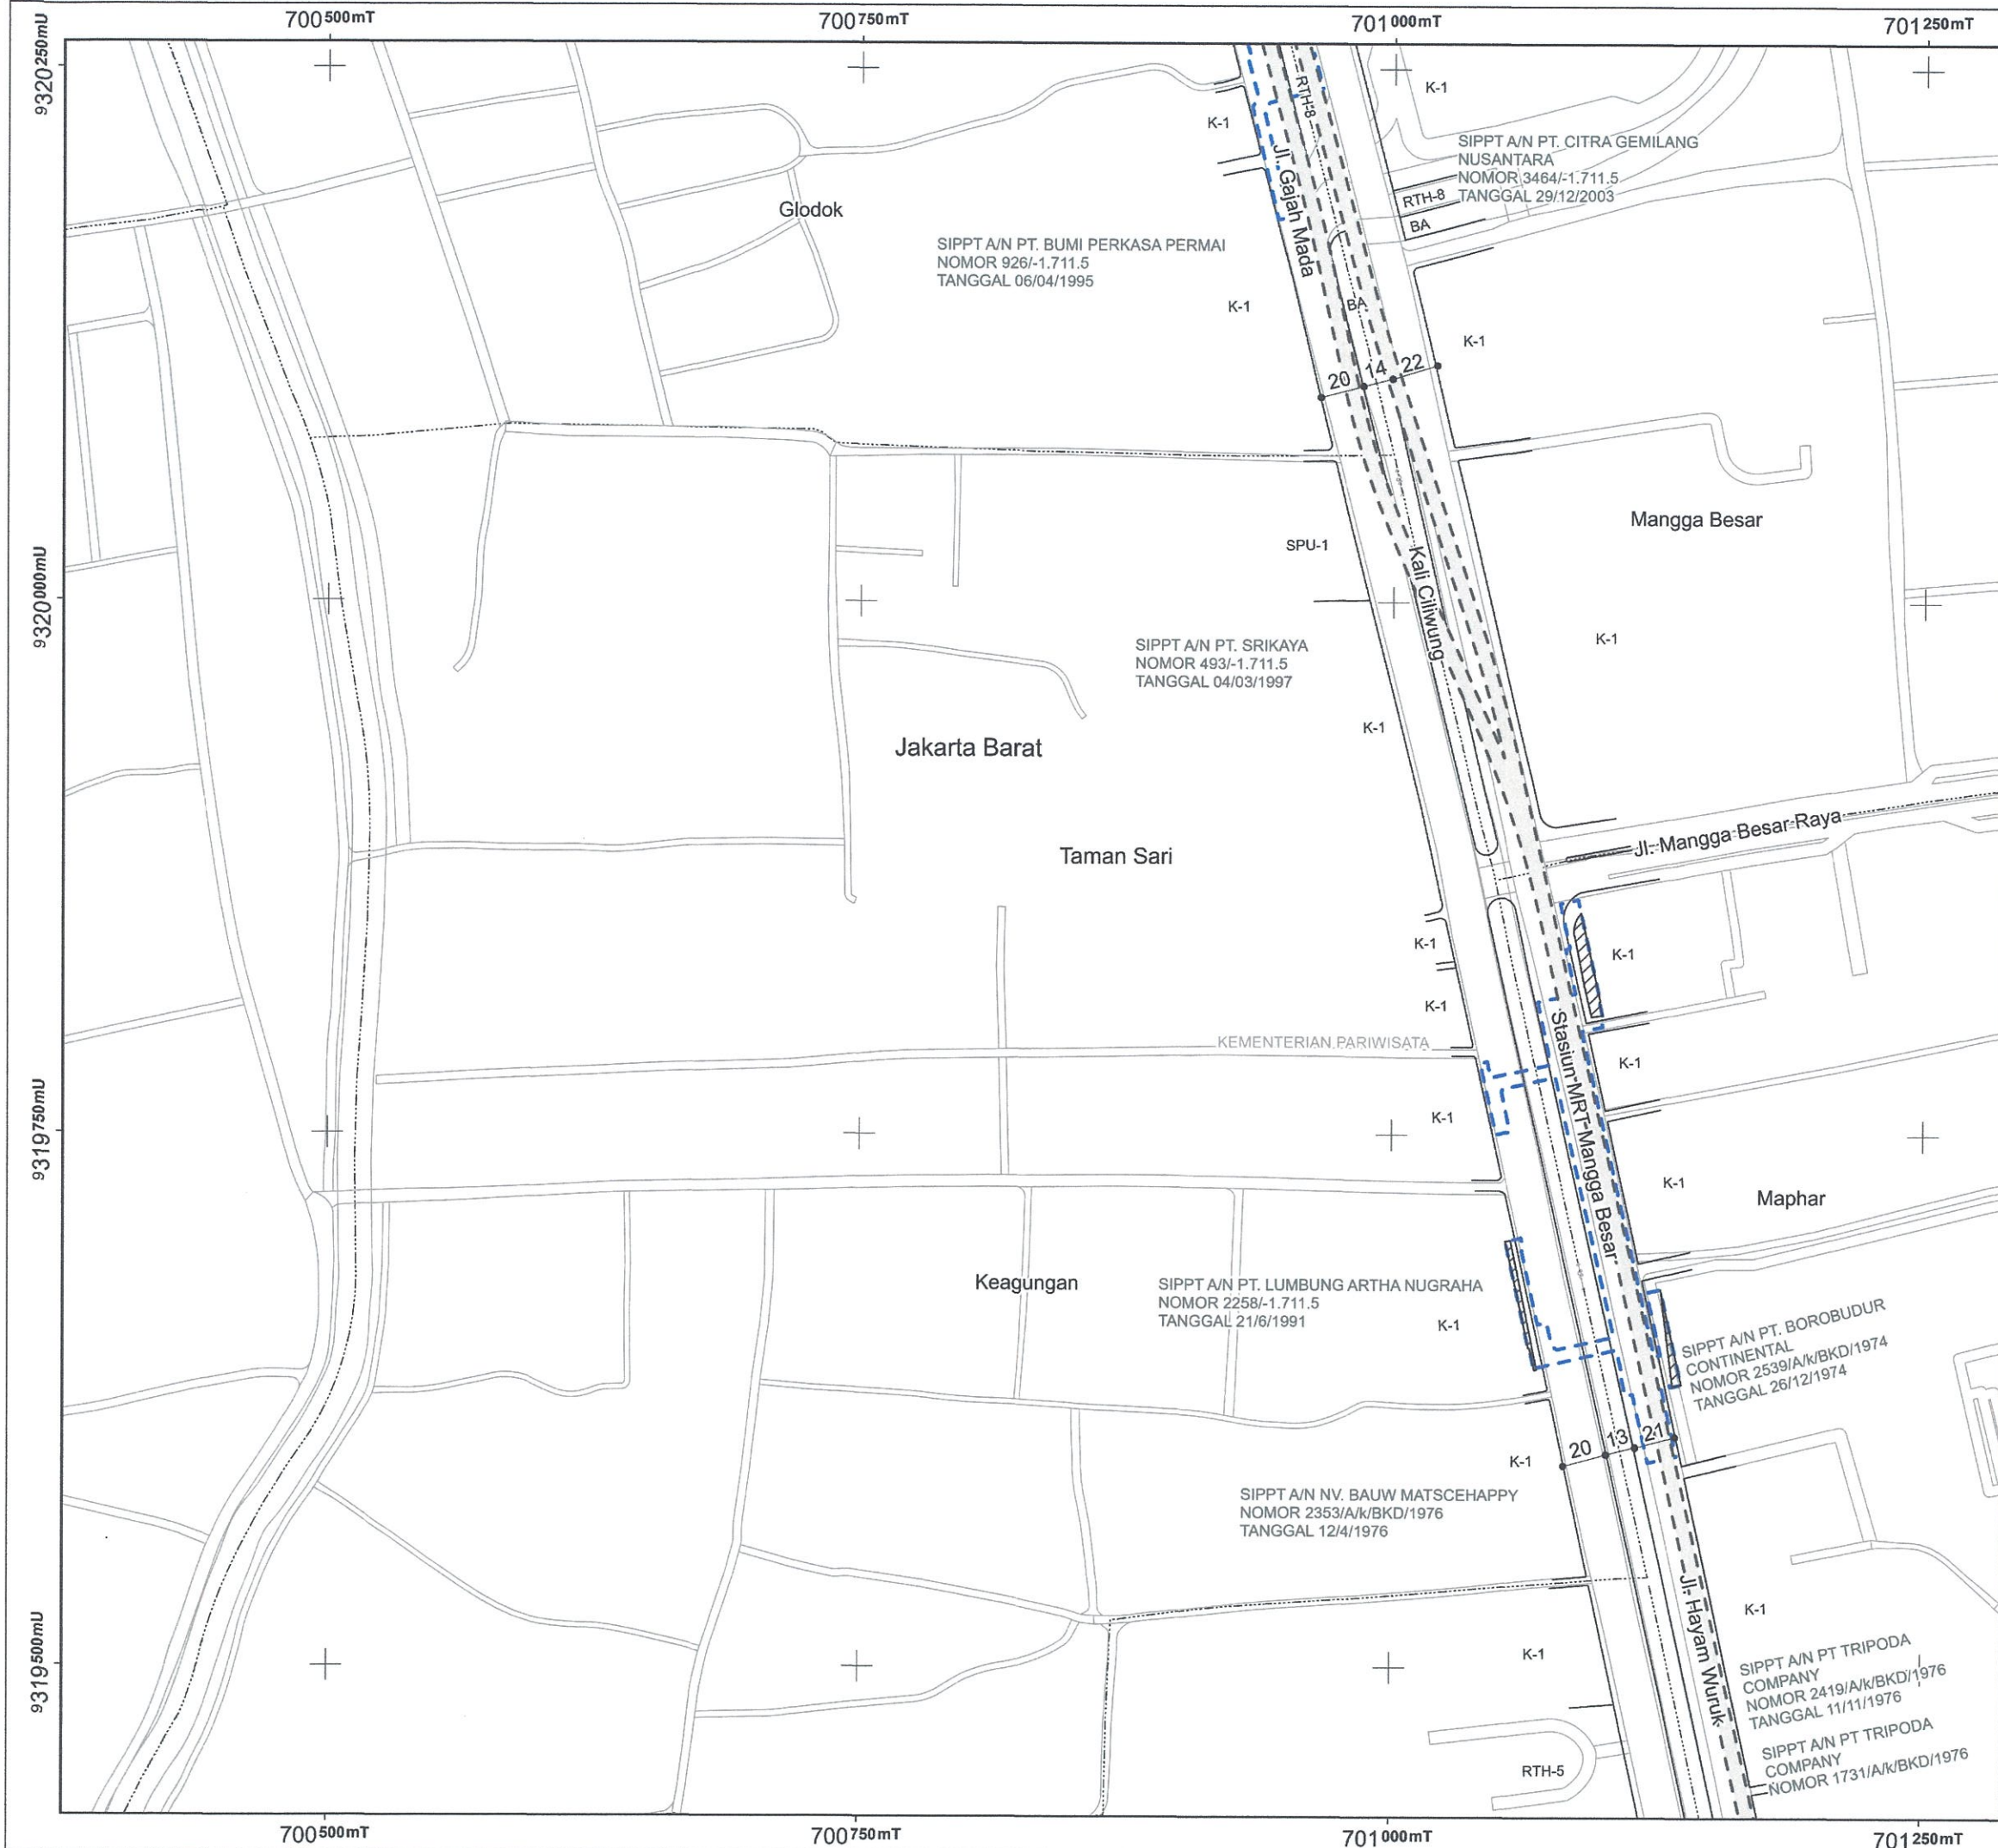 700500mT
700750mT
701000mT
701250mT
9320250mU
RTH-8
K-1
K-1
SIPPT A/N PT. CITRA GEMILANG
NUSANTARA
NOMOR 3464/-1.711.5
TANGGAL 29/12/2003
Jl. Gajah Mada
RTH-8
BA
Glodok
SIPPT A/N PT. BUMI PERKASA PERMAI
NOMOR 926/-1.711.5
TANGGAL 06/04/1995
K-1
BA
K-1
20
14
22
Mangga Besar
SPU-1
9320000mU
Kali Ciliwung
K-1
SIPPT A/N PT. SRIKAYA
NOMOR 493/-1.711.5
TANGGAL 04/03/1997
K-1
Jakarta Barat
Jl. Mangga Besar Raya
Taman Sari
K-1
K-1
K-1
KEMENTERIAN PARIWISATA
Stasiun MRT Mangga Besar
K-1
9319750mU
K-1
K-1
Maphar
Keagungan
SIPPT A/N PT. LUMBUNG ARTHA NUGRAHA
NOMOR 2258/-1.711.5
TANGGAL 21/6/1991
K-1
SIPPT A/N PT. BOROBUDUR
CONTINENTAL
NOMOR 2539/A/k/BKD/1974
TANGGAL 26/12/1974
20
13
21
K-1
SIPPT A/N NV. BAUW MATSCEHAPPY
NOMOR 2353/A/k/BKD/1976
TANGGAL 12/4/1976
Jl. Hayam Wuruk
K-1
9319500mU
K-1
SIPPT A/N PT TRIPODA
COMPANY
NOMOR 2419/A/k/BKD/1976
TANGGAL 11/11/1976
SIPPT A/N PT TRIPODA
COMPANY
NOMOR 1731/A/k/BKD/1976
RTH-5
700500mT
700750mT
701000mT
701250mT